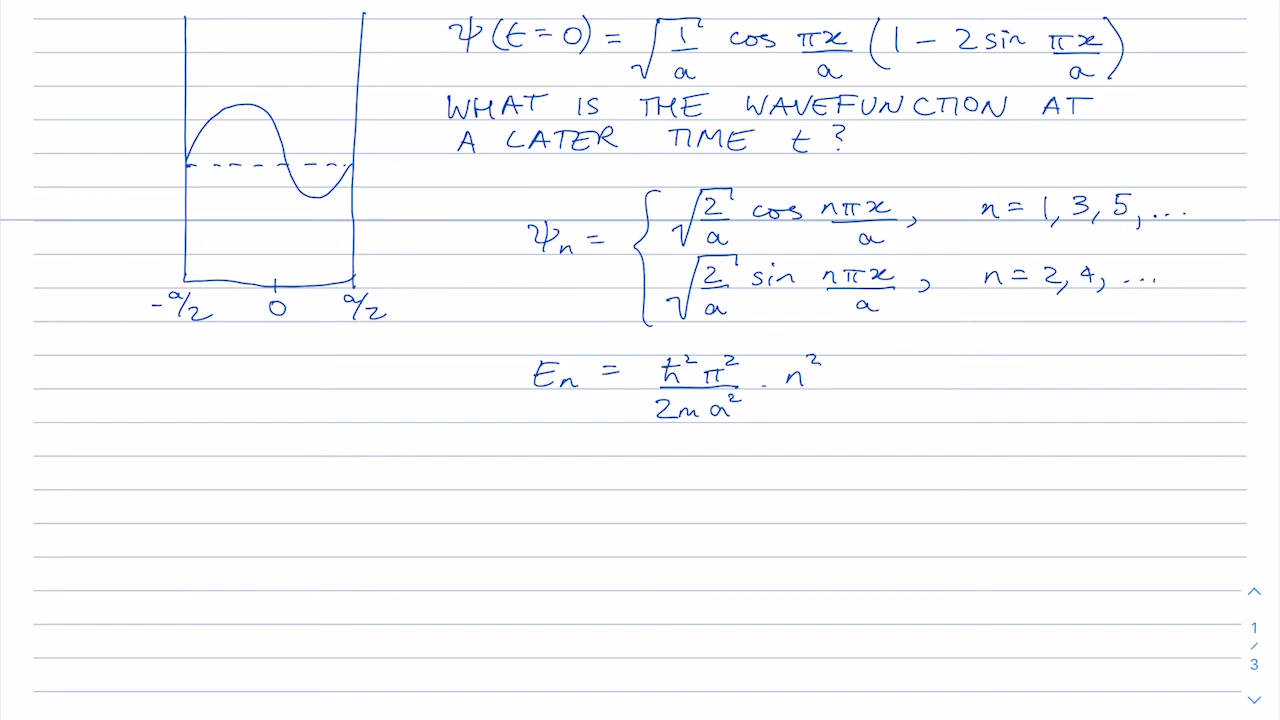 ψ(t = 0) = √(1/a) cos πx/a (1 − 2 sin πx/a)
WHAT IS THE WAVEFUNCTION AT
A LATER TIME t ?
ψn = { √(2/a) cos nπx/a , n = 1, 3, 5, ...
√(2/a) sin nπx/a , n = 2, 4, ...
-a/2 0 a/2
En = ħ²π²/2ma² . n²
1
/
3